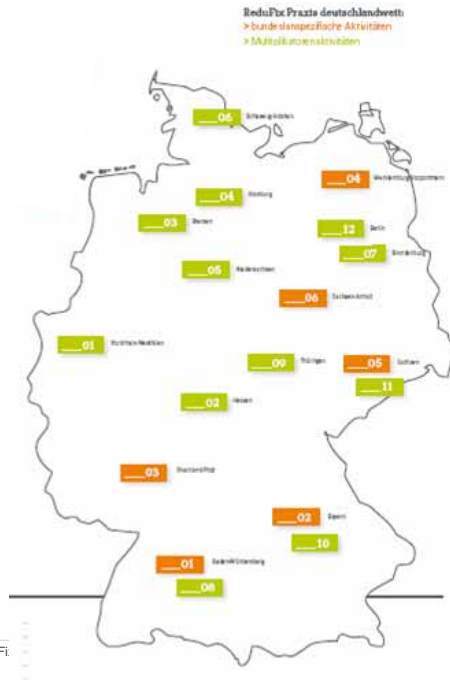 ReduFix Praxis deutschlandweit:
> bundeslanspezifische Aktivitäten
> Multiplikatorenaktivitäten
___06 Schleswig-Holstein
___04 Mecklenburg-Vorpommern
___04 Hamburg
___03 Bremen
___12 Berlin
___07 Brandenburg
___05 Niedersachsen
___06 Sachsen-Anhalt
___01 Nordrhein-Westfalen
___09 Thüringen
___05 Sachsen
___11
___02 Hessen
___03 Rheinland-Pfalz
___02 Bayern
___10
___01 Baden-Württemberg
___08